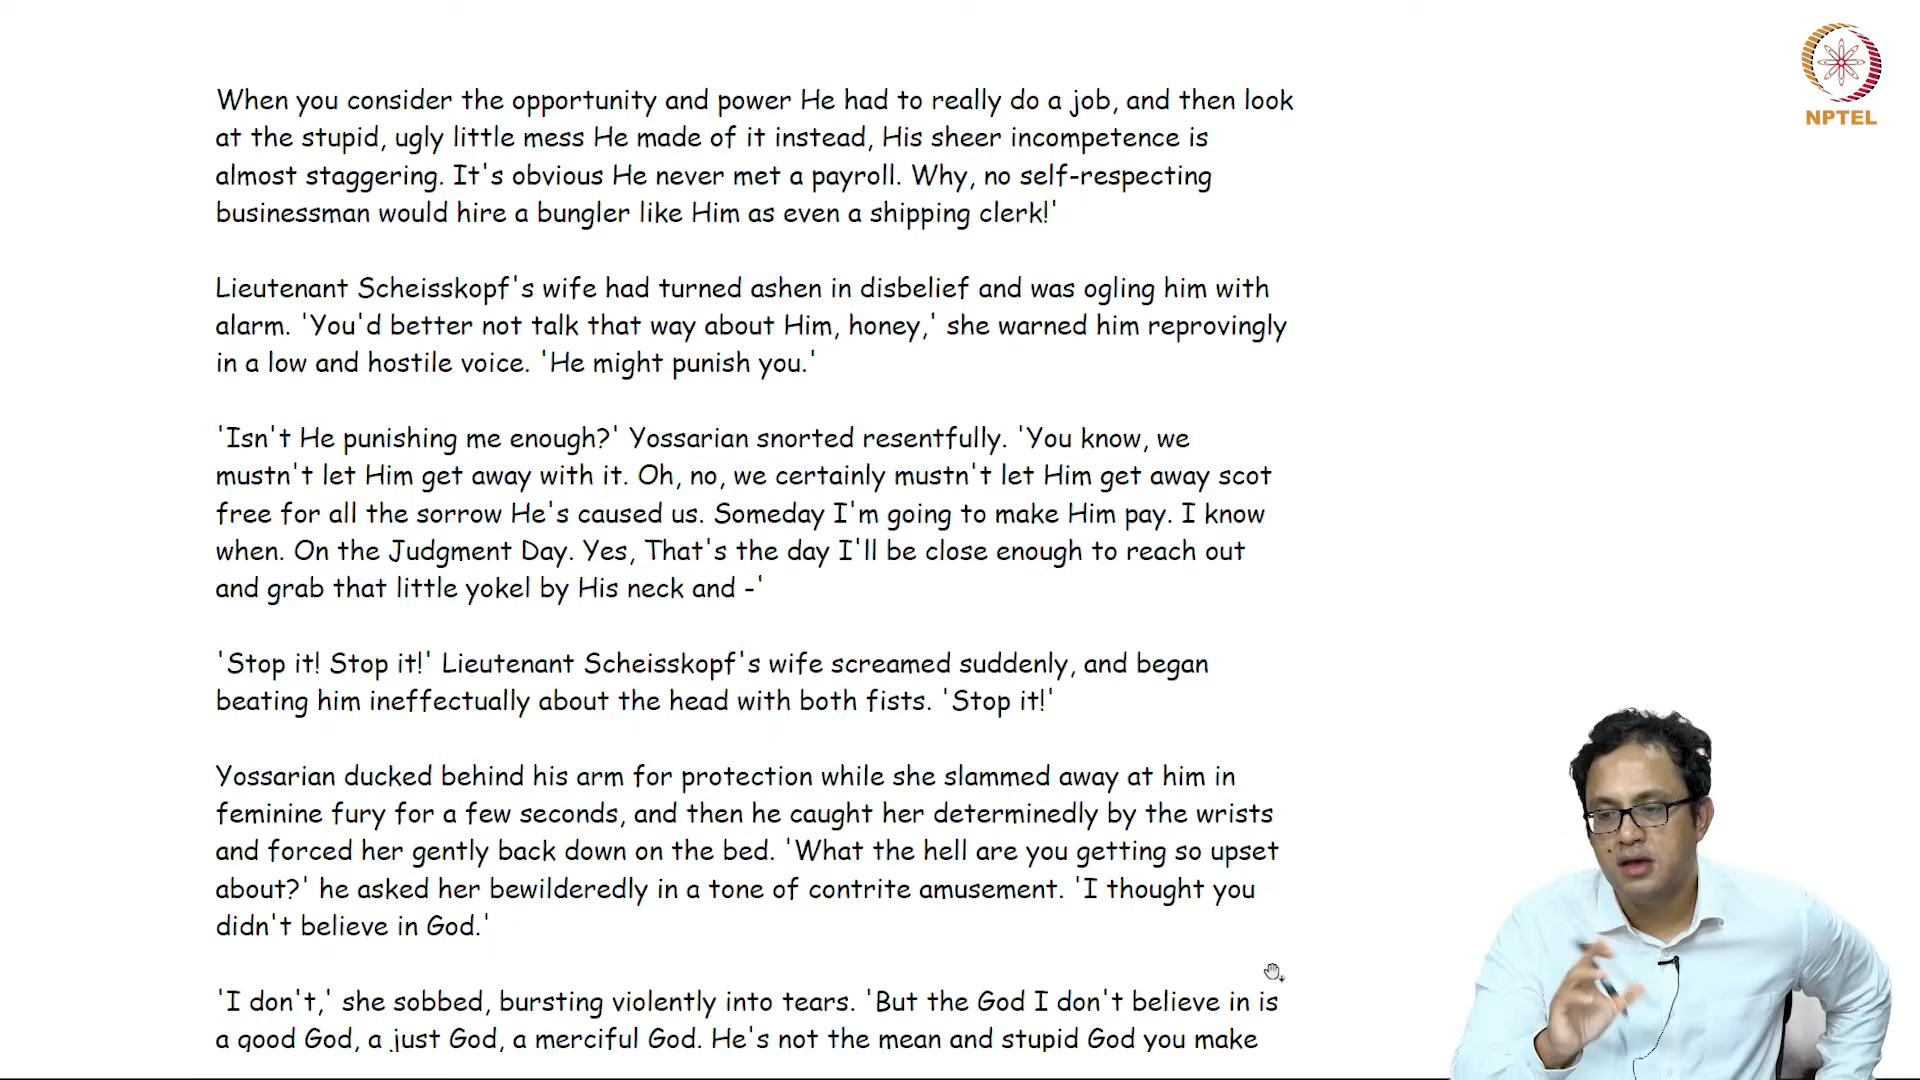 When you consider the opportunity and power He had to really do a job, and then look
at the stupid, ugly little mess He made of it instead, His sheer incompetence is
almost staggering. It's obvious He never met a payroll. Why, no self-respecting
businessman would hire a bungler like Him as even a shipping clerk!'
Lieutenant Scheisskopf's wife had turned ashen in disbelief and was ogling him with
alarm. 'You'd better not talk that way about Him, honey,' she warned him reprovingly
in a low and hostile voice. 'He might punish you.'
'Isn't He punishing me enough?' Yossarian snorted resentfully. 'You know, we
mustn't let Him get away with it. Oh, no, we certainly mustn't let Him get away scot
free for all the sorrow He's caused us. Someday I'm going to make Him pay. I know
when. On the Judgment Day. Yes, That's the day I'll be close enough to reach out
and grab that little yokel by His neck and -'
'Stop it! Stop it!' Lieutenant Scheisskopf's wife screamed suddenly, and began
beating him ineffectually about the head with both fists. 'Stop it!'
Yossarian ducked behind his arm for protection while she slammed away at him in
feminine fury for a few seconds, and then he caught her determinedly by the wrists
and forced her gently back down on the bed. 'What the hell are you getting so upset
about?' he asked her bewilderedly in a tone of contrite amusement. 'I thought you
didn't believe in God.'
'I don't,' she sobbed, bursting violently into tears. 'But the God I don't believe in is
a good God, a just God, a merciful God. He's not the mean and stupid God you make
NPTEL